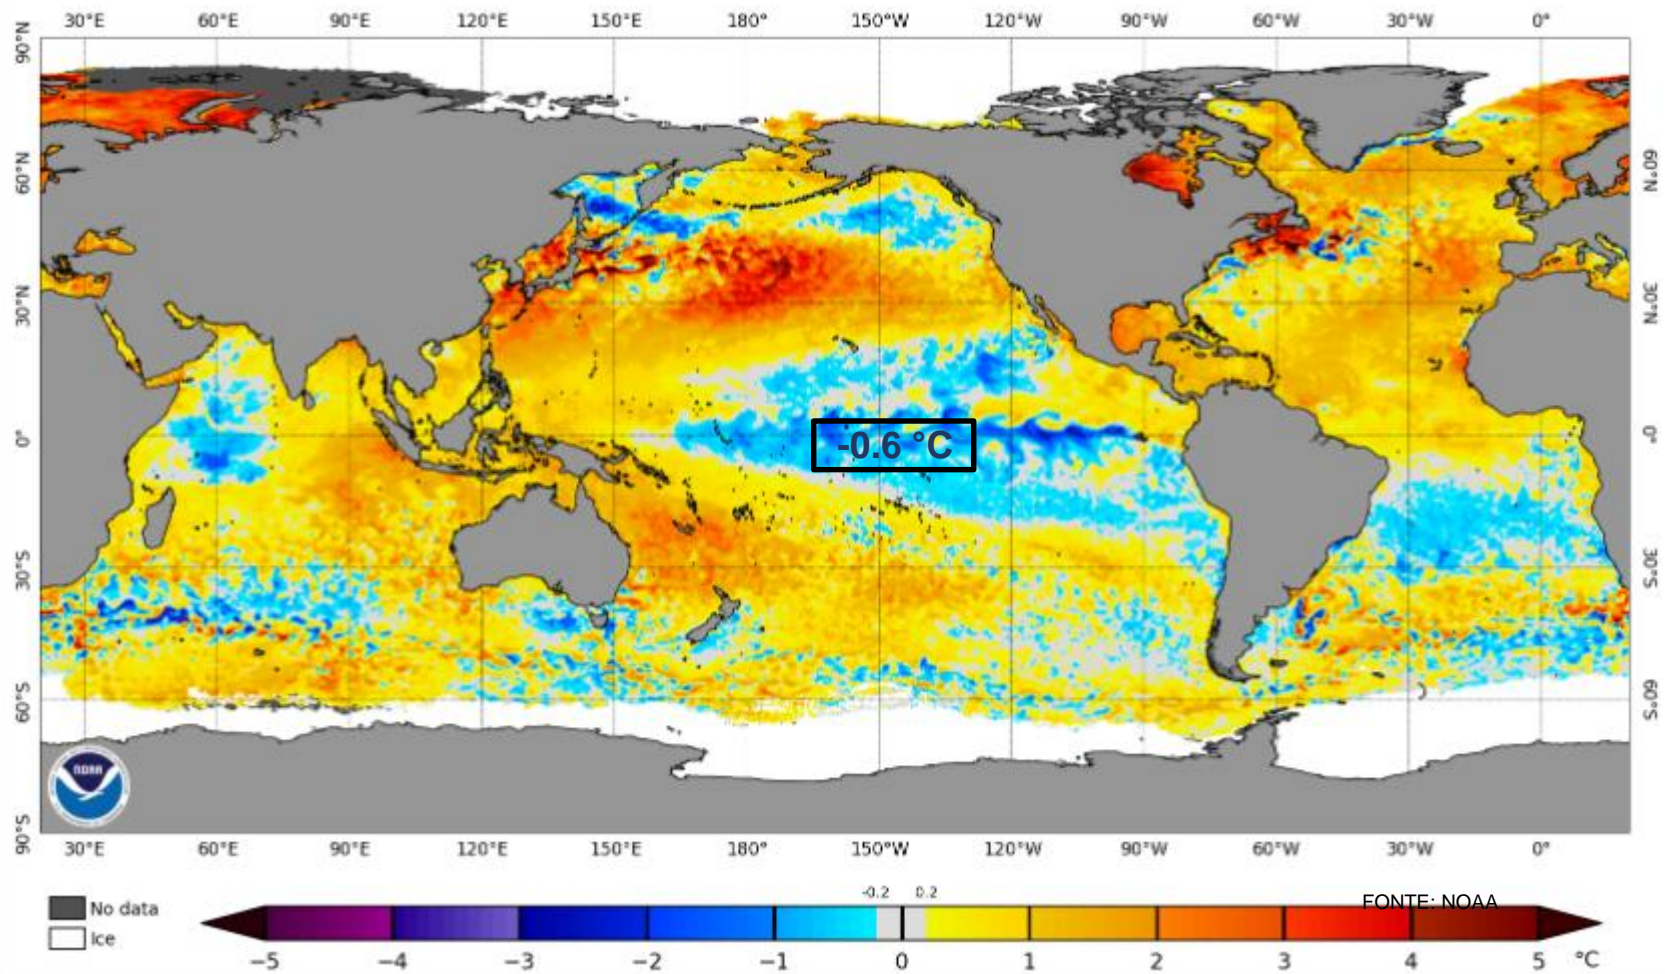 30°E 60°E 90°E 120°E 150°E 180° 150°W 120°W 90°W 60°W 30°W 0°
90°N
60°N 60°N
30°N 30°N
0° 0°
-0.6 °C
30°S 30°S
60°S 60°S
NOAA
90°S
30°E 60°E 90°E 120°E 150°E 180° 150°W 120°W 90°W 60°W 30°W 0°
-0.2 0.2
FONTE: NOAA
No data
Ice
−5 −4 −3 −2 −1 0 1 2 3 4 5 °C